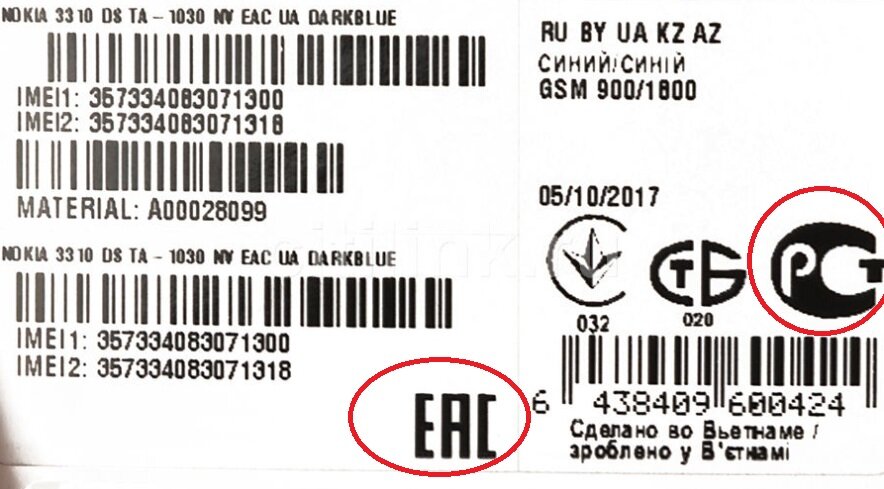 NOKIA 3310 DS TA - 1030 NV EAC UA DARKBLUE
IMEI1: 357334083071300
IMEI2: 357334083071318
MATERIAL: A00028099
NOKIA 3310 DS TA - 1030 NV EAC UA DARKBLUE
IMEI1: 357334083071300
IMEI2: 357334083071318
EAC
RU BY UA KZ AZ
СИНИЙ/СИНІЙ
GSM 900/1800
05/10/2017
032
СТБ
020
РСТ
6 438409 600424
Сделано во Вьетнаме /
зроблено у В'єтнамі
citilink.ru